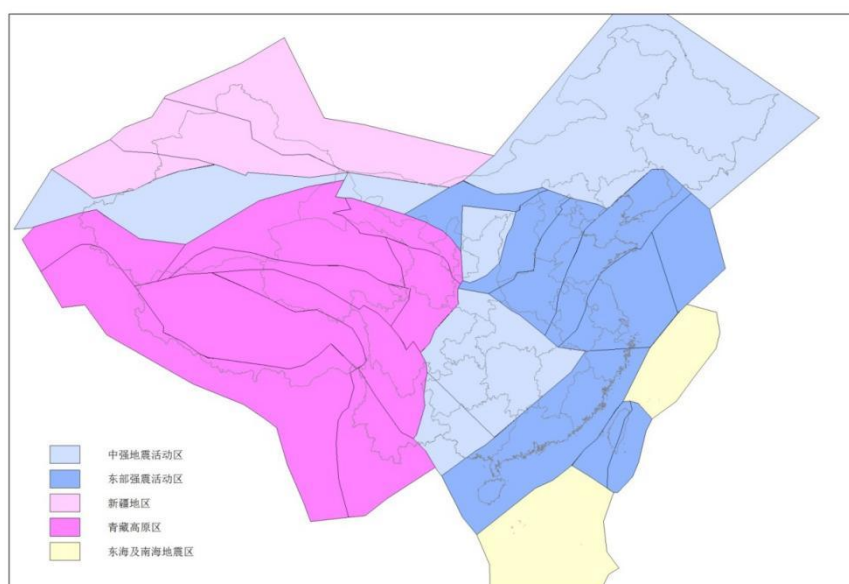 中强地震活动区
东部强震活动区
新疆地区
青藏高原区
东海及南海地震区